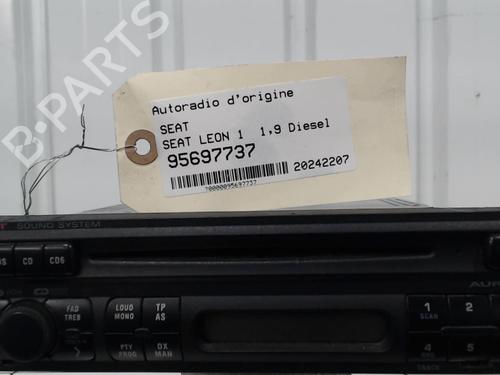 B-PARTS
Autoradio d'origine
SEAT
SEAT LEON 1 1,9 Diesel
95697737
20242207
70000095697737
SOUND SYSTEM
CD
CD6
FAD
TREB
LOUD
MONO
TP
AS
PTY
PROG
DX
MAN
1
SCAN
2
4
5